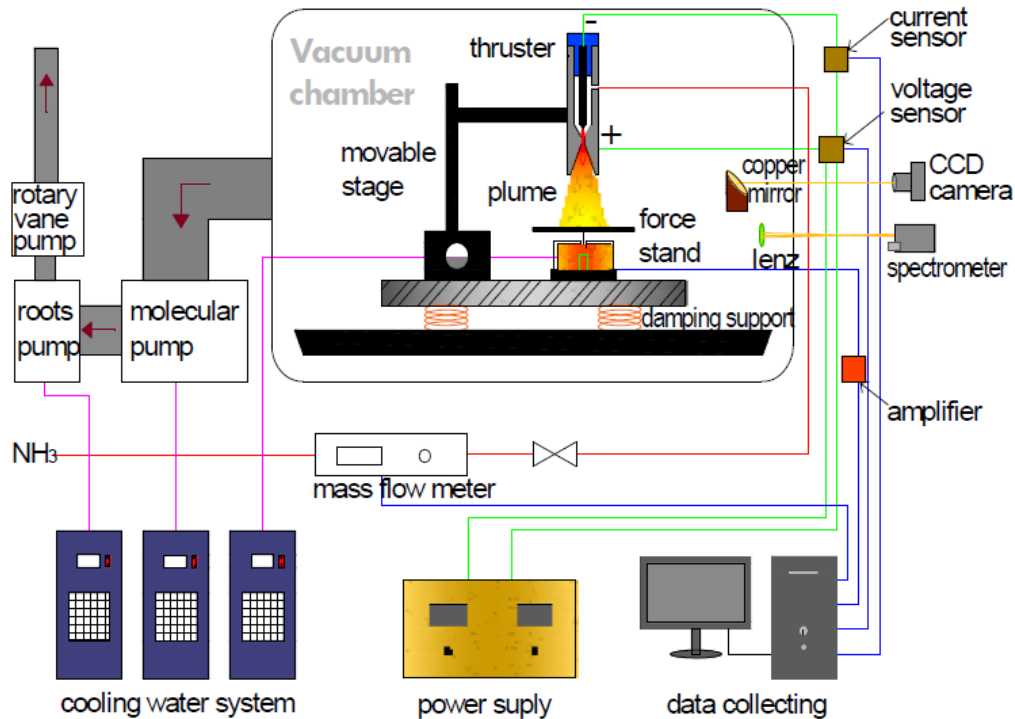 Vacuum
chamber
thruster
-
+
movable
stage
plume
force
stand
damping support
current
sensor
voltage
sensor
copper
mirror
CCD
camera
lenz
spectrometer
rotary
vane
pump
roots
pump
molecular
pump
amplifier
NH3
mass flow meter
cooling water system
power suply
data collecting